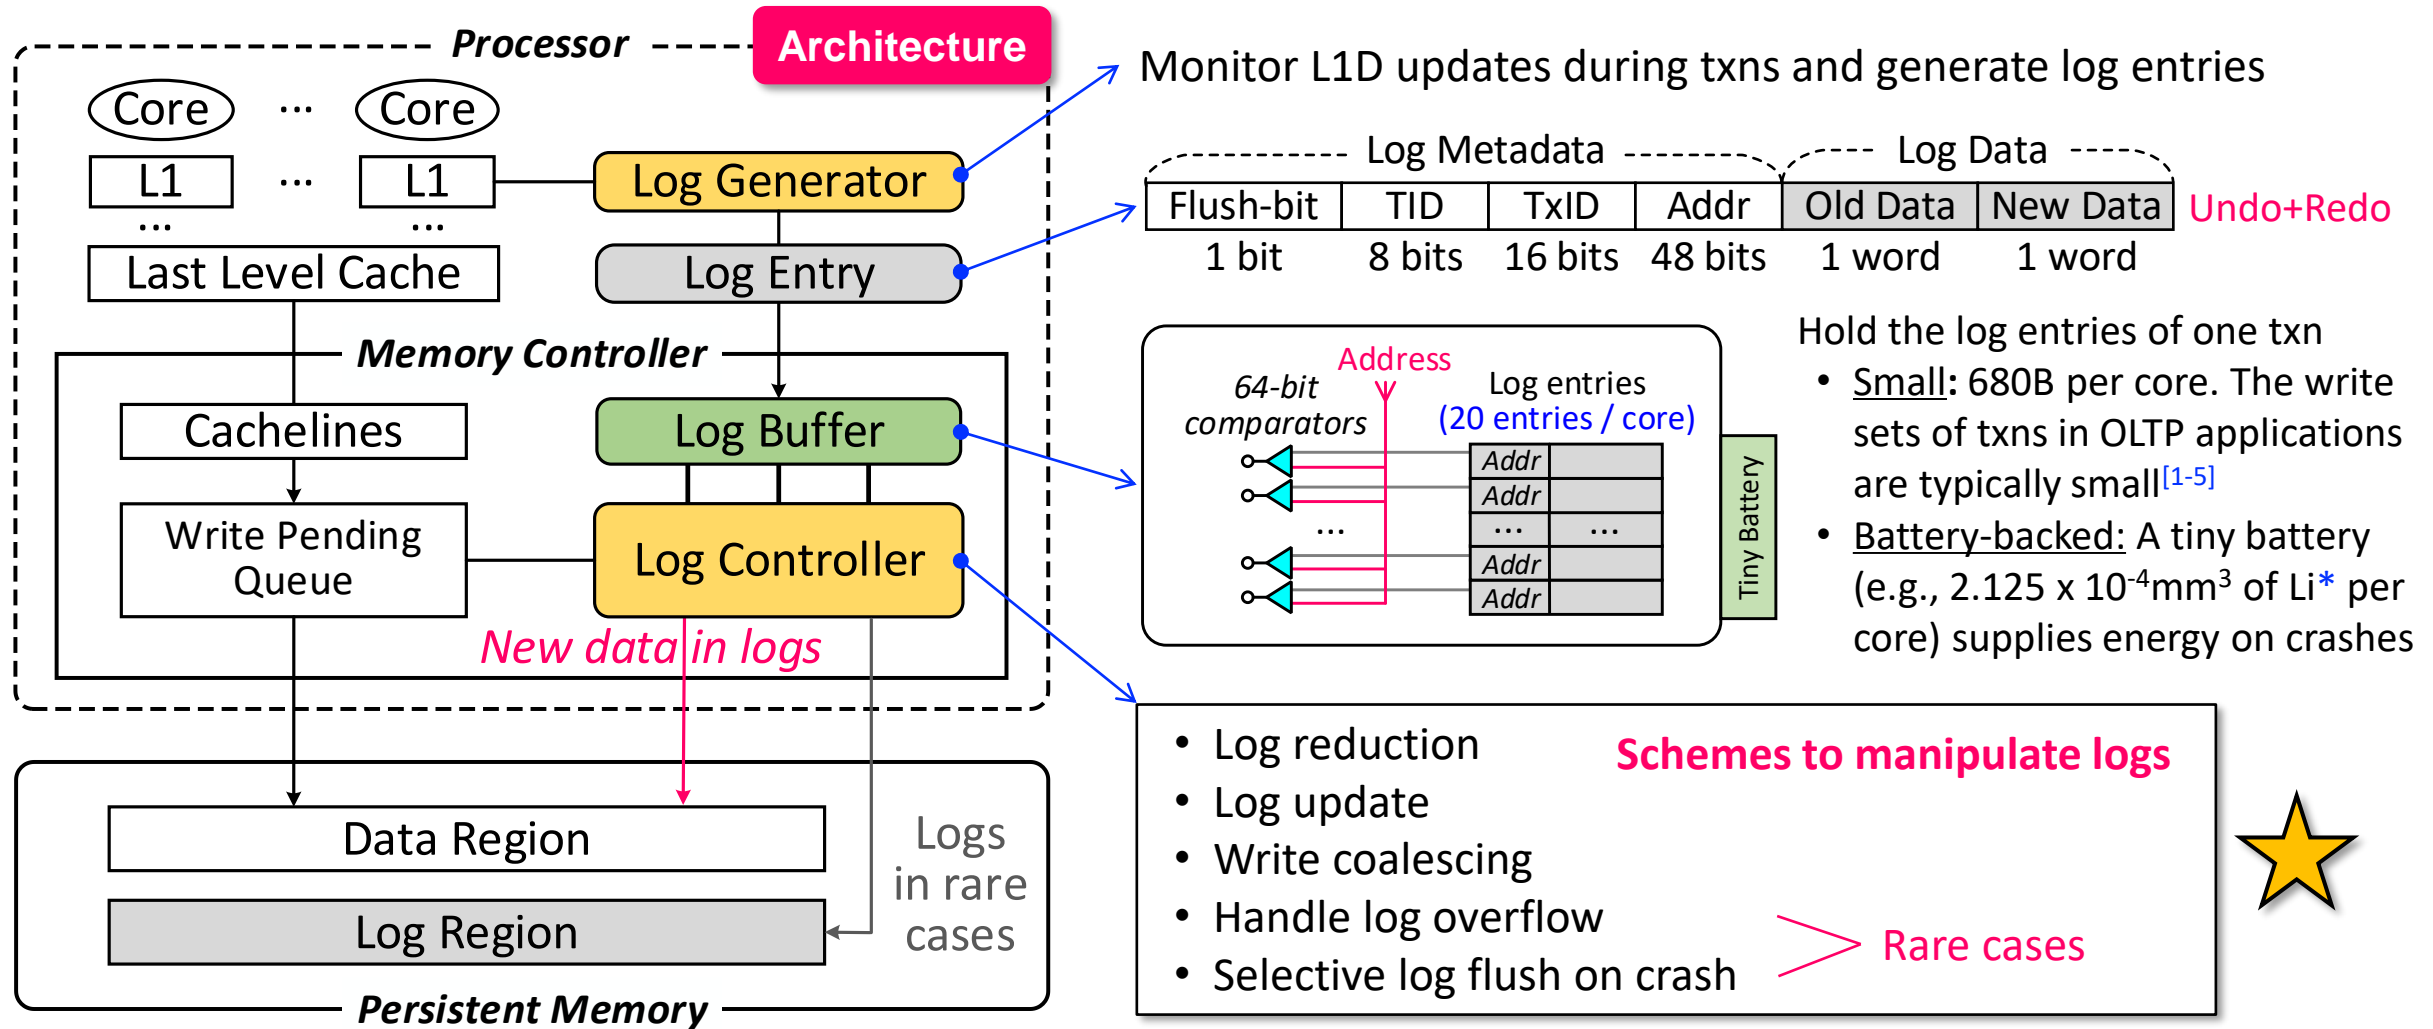 Processor
Architecture
Core
...
Core
L1
...
L1
...
...
Last Level Cache
Log Generator
Log Entry
Memory Controller
Cachelines
Log Buffer
Write Pending
Queue
Log Controller
New data in logs
Data Region
Log Region
Logs
in rare
cases
Persistent Memory
Monitor L1D updates during txns and generate log entries
Log Metadata
Log Data
Flush-bit TID TxID Addr Old Data New Data
Undo+Redo
1 bit 8 bits 16 bits 48 bits 1 word 1 word
Address
64-bit
comparators
Log entries
(20 entries / core)
Addr
Addr
...
... ...
Addr
Addr
Tiny Battery
Hold the log entries of one txn
• Small: 680B per core. The write
sets of txns in OLTP applications
are typically small[1-5]
• Battery-backed: A tiny battery
(e.g., 2.125 x 10⁻⁴mm³ of Li* per
core) supplies energy on crashes
Schemes to manipulate logs
• Log reduction
• Log update
• Write coalescing
• Handle log overflow
• Selective log flush on crash
Rare cases